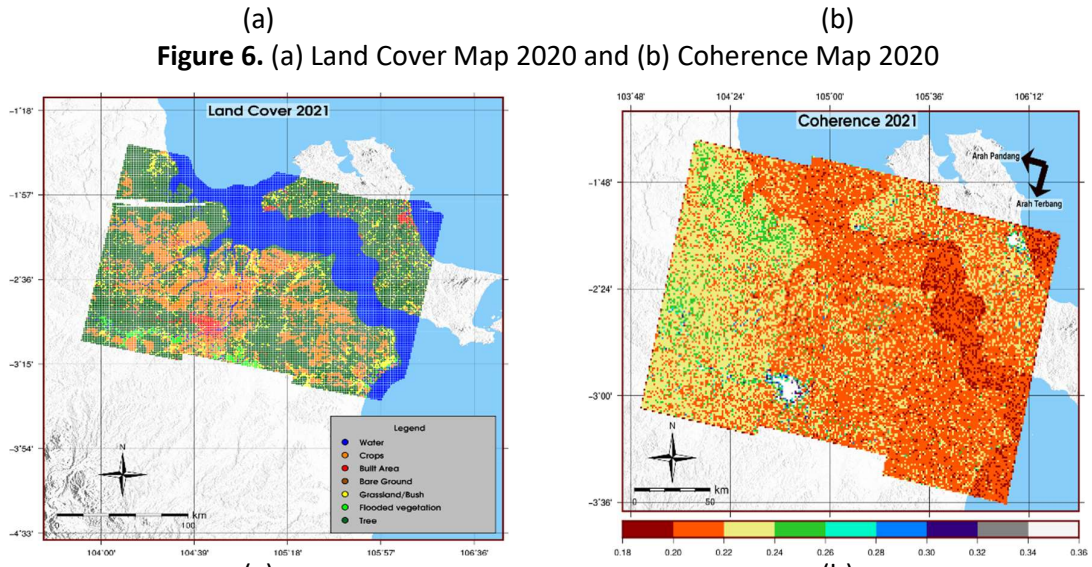 (a) (b)
Figure 6. (a) Land Cover Map 2020 and (b) Coherence Map 2020
Land Cover 2021
-1°18'
-1°57'
-2°36'
-3°15'
-3°54'
-4°33'
104°00' 104°39' 105°18' 105°57' 106°36'
N
0 100 km
Legend
Water
Crops
Built Area
Bare Ground
Grassland/Bush
Flooded vegetation
Tree
103°48' 104°24' 105°00' 105°36' 106°12'
Coherence 2021
Arah Pandang
Arah Terbang
-1°48'
-2°24'
-3°00'
-3°36'
N
km
0 50
0.18 0.20 0.22 0.24 0.26 0.28 0.30 0.32 0.34 0.36